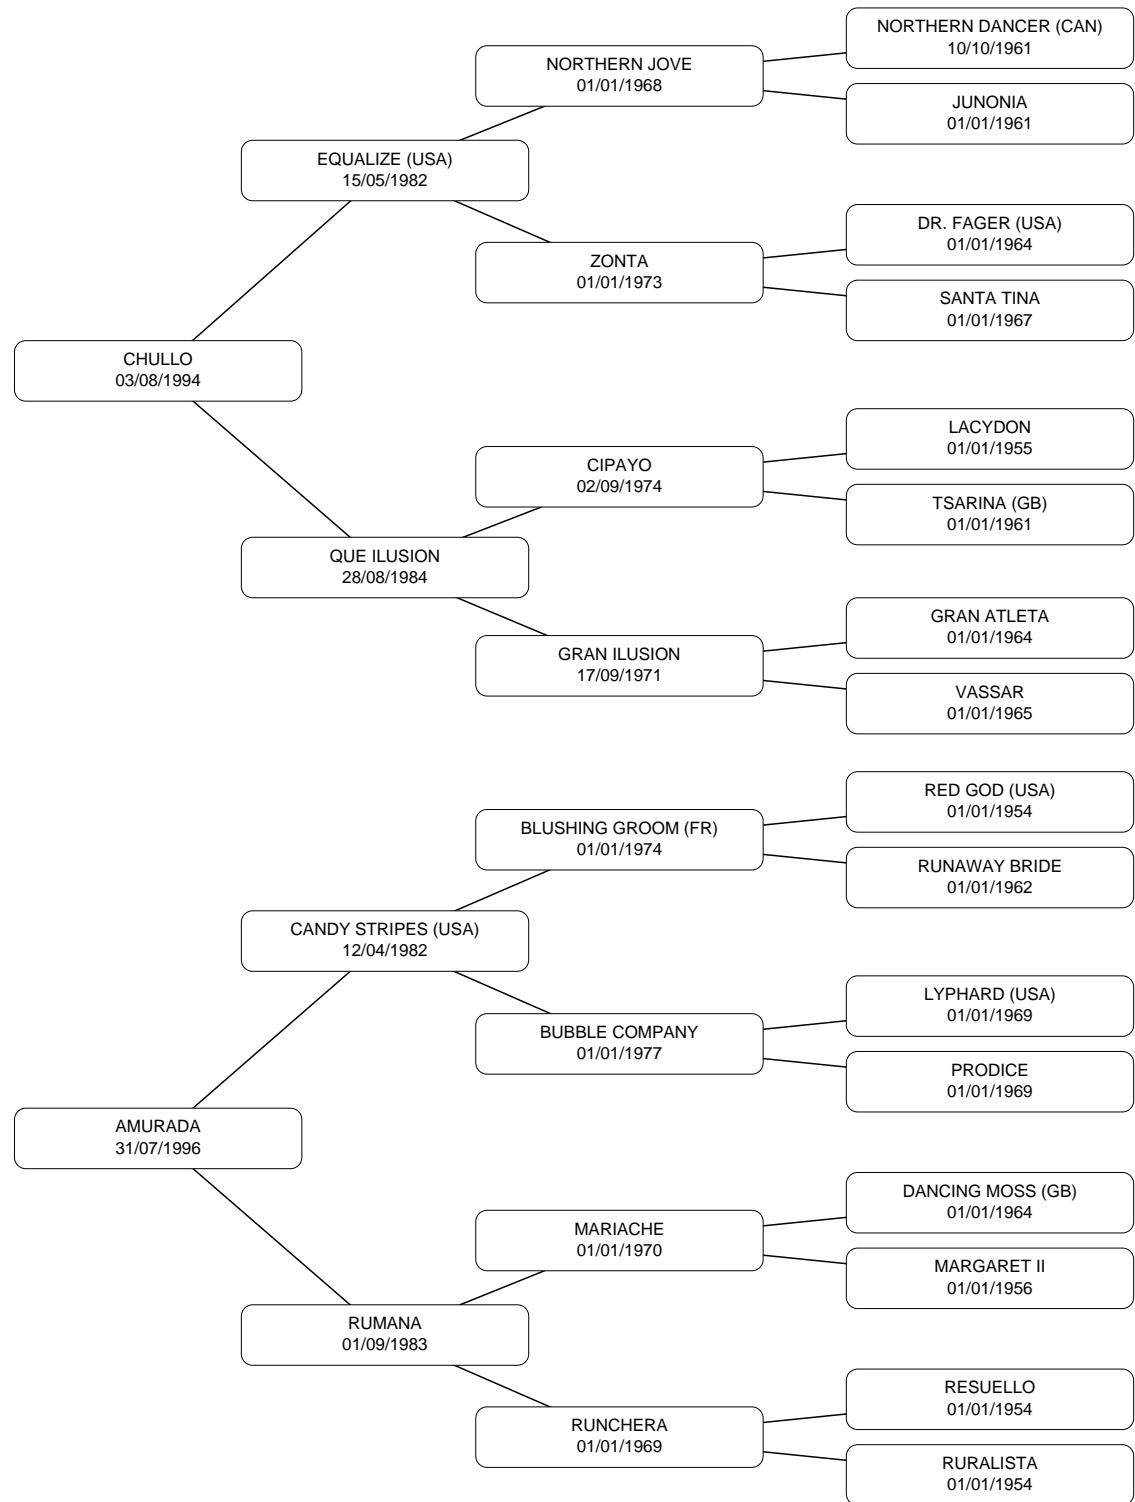 NORTHERN DANCER (CAN)
10/10/1961
NORTHERN JOVE
01/01/1968
JUNONIA
01/01/1961
EQUALIZE (USA)
15/05/1982
DR. FAGER (USA)
01/01/1964
ZONTA
01/01/1973
SANTA TINA
01/01/1967
CHULLO
03/08/1994
LACYDON
01/01/1955
CIPAYO
02/09/1974
TSARINA (GB)
01/01/1961
QUE ILUSION
28/08/1984
GRAN ATLETA
01/01/1964
GRAN ILUSION
17/09/1971
VASSAR
01/01/1965
RED GOD (USA)
01/01/1954
BLUSHING GROOM (FR)
01/01/1974
RUNAWAY BRIDE
01/01/1962
CANDY STRIPES (USA)
12/04/1982
LYPHARD (USA)
01/01/1969
BUBBLE COMPANY
01/01/1977
PRODICE
01/01/1969
AMURADA
31/07/1996
DANCING MOSS (GB)
01/01/1964
MARIACHE
01/01/1970
MARGARET II
01/01/1956
RUMANA
01/09/1983
RESUELLO
01/01/1954
RUNCHERA
01/01/1969
RURALISTA
01/01/1954